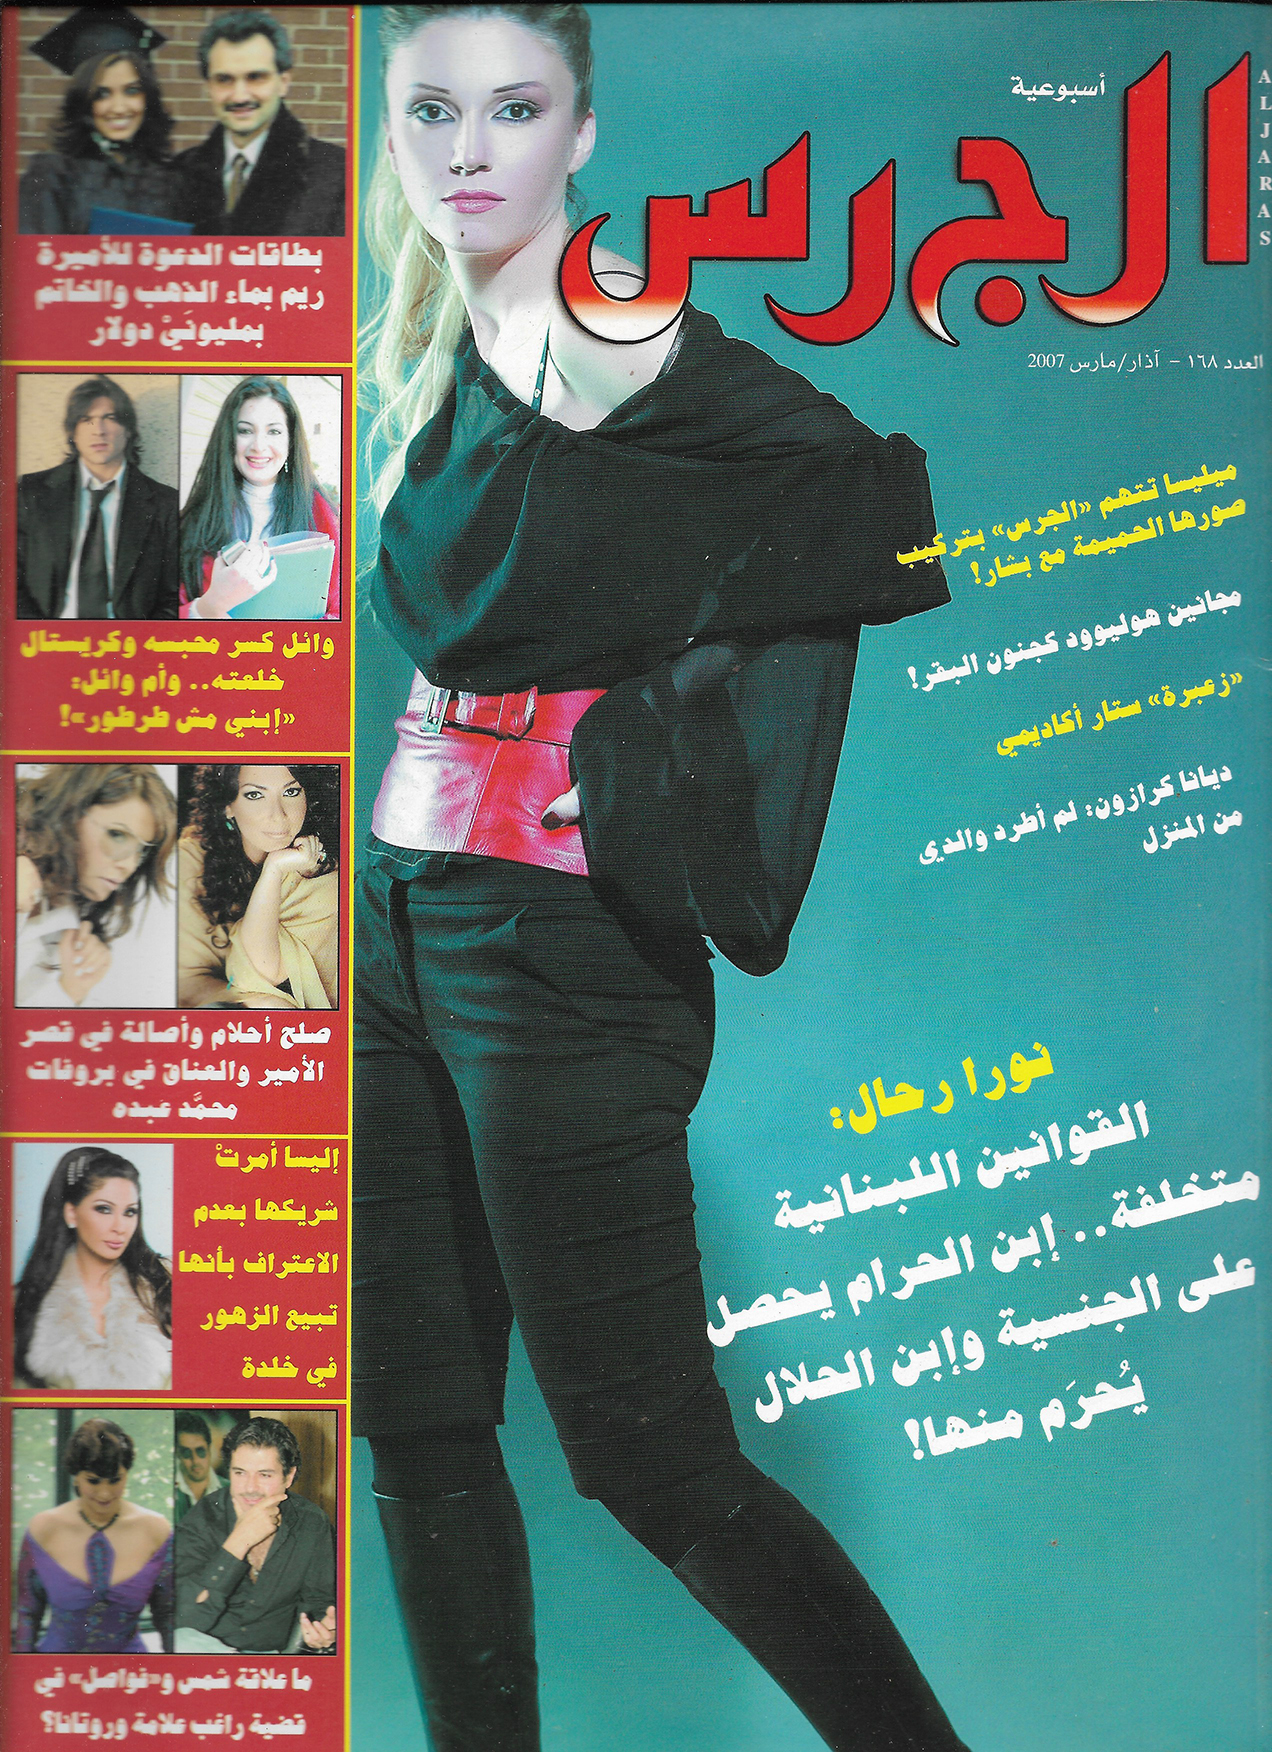 أسبوعية
الجرس
ALJARAS
العدد ١٦٨ - آذار/مارس 2007
ميليسا تتهم «الجرس» بتركيب
صورها الحميمة مع بشار!
مجانين هوليوود كجنون البقر!
«زعبرة» ستار أكاديمي
ديانا كرازون: لم أطرد والدي
من المنزل
نورا رحال:
القوانين اللبنانية
متخلفة.. إبن الحرام يحصل
على الجنسية وإبن الحلال
يُحرَم منها!
بطاقات الدعوة للأميرة
ريم بماء الذهب والخاتم
بمليونَيْ دولار
وائل كسر محبسه وكريستال
خلعته.. وأم وائل:
«إبني مش طرطور»!
صلح أحلام وأصالة في قصر
الأمير والعناق في بروفات
محمَّد عبده
إليسا أمرتْ
شريكها بعدم
الاعتراف بأنها
تبيع الزهور
في خلدة
ما علاقة شمس و«فواصل» في
قضية راغب علامة وروتانا؟